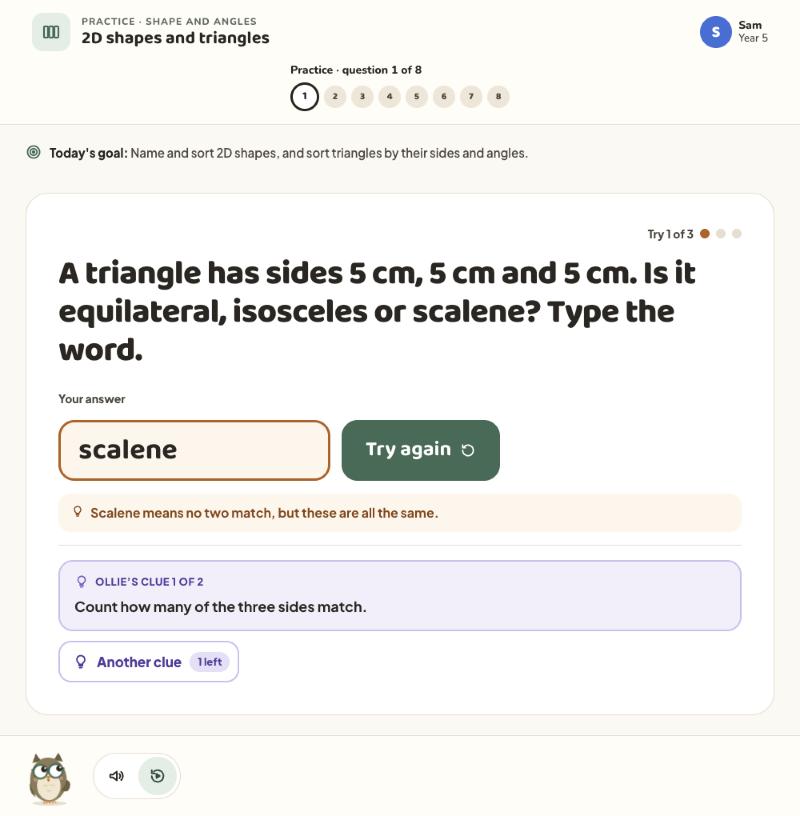 PRACTICE · SHAPE AND ANGLES
2D shapes and triangles
S
Sam
Year 5
Practice · question 1 of 8
1 2 3 4 5 6 7 8
Today's goal: Name and sort 2D shapes, and sort triangles by their sides and angles.
Try 1 of 3
A triangle has sides 5 cm, 5 cm and 5 cm. Is it
equilateral, isosceles or scalene? Type the
word.
Your answer
scalene
Try again
Scalene means no two match, but these are all the same.
OLLIE'S CLUE 1 OF 2
Count how many of the three sides match.
Another clue 1 left